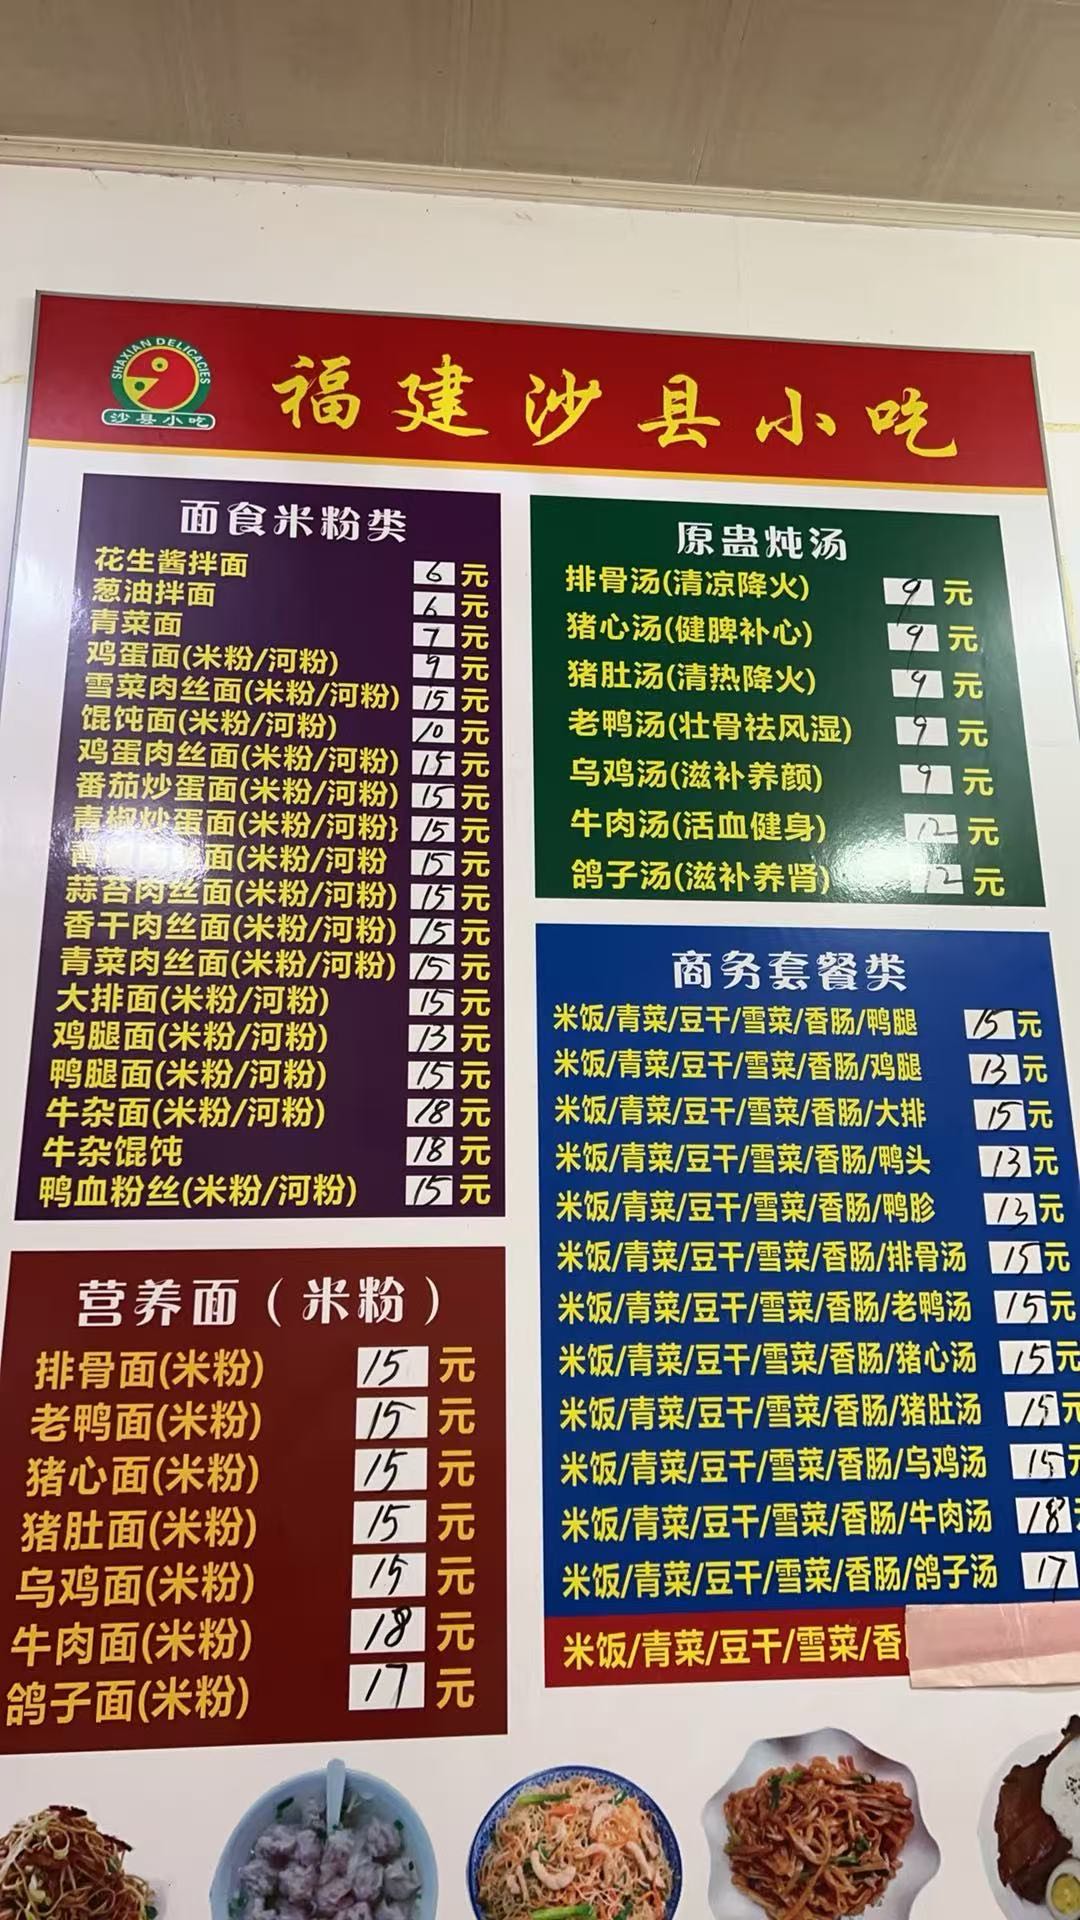 SHAXIAN DELICACIES
沙县小吃
福建沙县小吃
面食米粉类
花生酱拌面 6 元
葱油拌面 6 元
青菜面 7 元
鸡蛋面(米粉/河粉) 9 元
雪菜肉丝面(米粉/河粉) 15 元
馄饨面(米粉/河粉) 10 元
鸡蛋肉丝面(米粉/河粉) 15 元
番茄炒蛋面(米粉/河粉) 15 元
青椒炒蛋面(米粉/河粉} 15 元
青椒肉丝面(米粉/河粉 15 元
蒜苔肉丝面(米粉/河粉) 15 元
香干肉丝面(米粉/河粉) 15 元
青菜肉丝面(米粉/河粉) 15 元
大排面(米粉/河粉) 15 元
鸡腿面(米粉/河粉) 13 元
鸭腿面(米粉/河粉) 15 元
牛杂面(米粉/河粉) 18 元
牛杂馄饨 18 元
鸭血粉丝(米粉/河粉) 15 元
营养面(米粉)
排骨面(米粉) 15 元
老鸭面(米粉) 15 元
猪心面(米粉) 15 元
猪肚面(米粉) 15 元
乌鸡面(米粉) 15 元
牛肉面(米粉) 18 元
鸽子面(米粉) 17 元
原蛊炖汤
排骨汤(清凉降火) 9 元
猪心汤(健脾补心) 9 元
猪肚汤(清热降火) 9 元
老鸭汤(壮骨祛风湿) 9 元
乌鸡汤(滋补养颜) 9 元
牛肉汤(活血健身) 12 元
鸽子汤(滋补养肾) 12 元
商务套餐类
米饭/青菜/豆干/雪菜/香肠/鸭腿 15 元
米饭/青菜/豆干/雪菜/香肠/鸡腿 13 元
米饭/青菜/豆干/雪菜/香肠/大排 15 元
米饭/青菜/豆干/雪菜/香肠/鸭头 13 元
米饭/青菜/豆干/雪菜/香肠/鸭胗 13 元
米饭/青菜/豆干/雪菜/香肠/排骨汤 15 元
米饭/青菜/豆干/雪菜/香肠/老鸭汤 15 元
米饭/青菜/豆干/雪菜/香肠/猪心汤 15 元
米饭/青菜/豆干/雪菜/香肠/猪肚汤 15 元
米饭/青菜/豆干/雪菜/香肠/乌鸡汤 15 元
米饭/青菜/豆干/雪菜/香肠/牛肉汤 18
米饭/青菜/豆干/雪菜/香肠/鸽子汤 17
米饭/青菜/豆干/雪菜/香